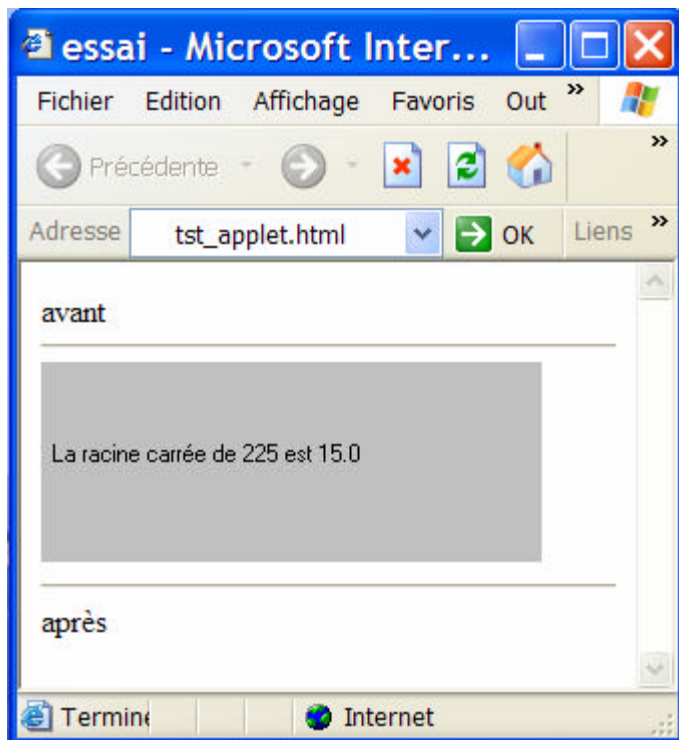 essai - Microsoft Inter...
Fichier Edition Affichage Favoris Out »
Précédente »
Adresse tst_applet.html OK Liens »
avant
La racine carrée de 225 est 15.0
après
Terminé Internet